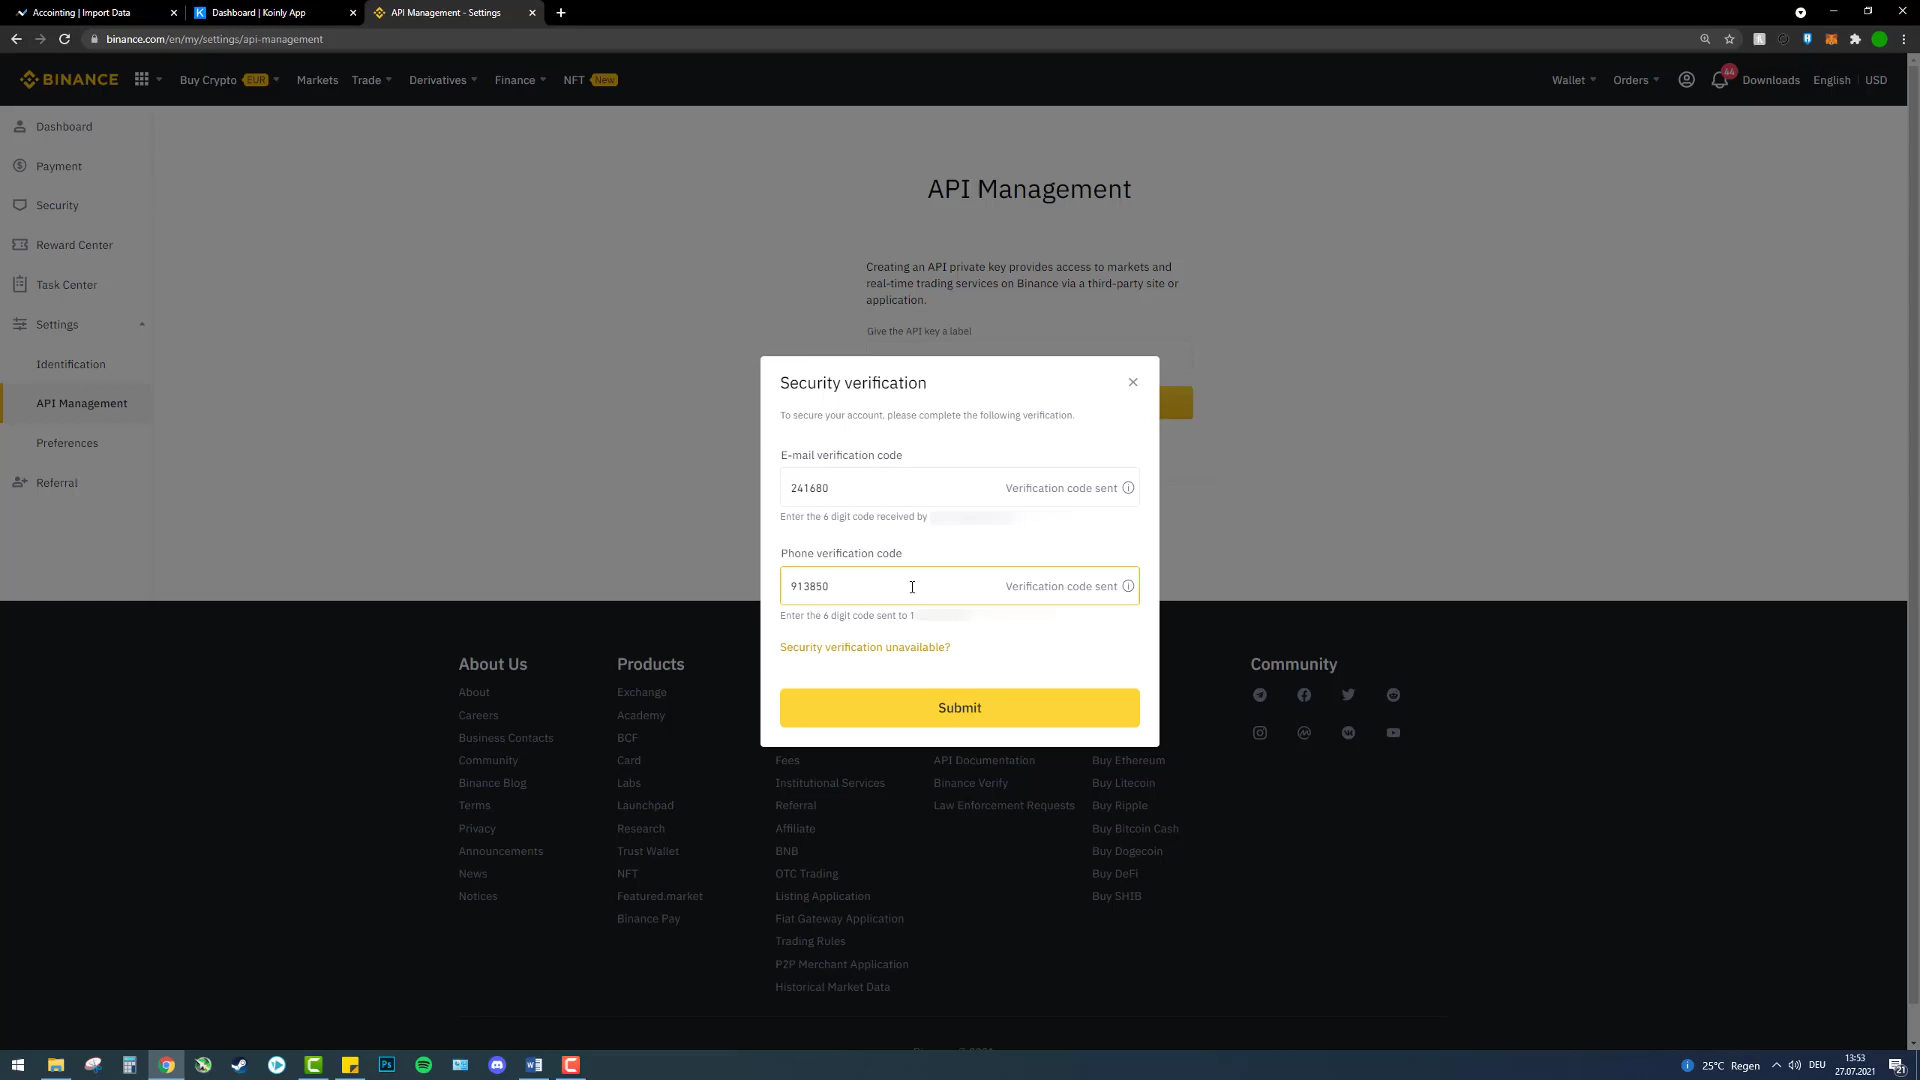 Accointing | Import Data
Dashboard | Koinly App
API Management - Settings
binance.com/en/my/settings/api-management
BINANCE
Buy Crypto EUR
Markets
Trade
Derivatives
Finance
NFT New
Wallet
Orders
44
Downloads
English
USD
Dashboard
Payment
Security
Reward Center
Task Center
Settings
Identification
API Management
Preferences
Referral
API Management
Creating an API private key provides access to markets and
real-time trading services on Binance via a third-party site or
application.
Give the API key a label
Security verification
To secure your account, please complete the following verification.
E-mail verification code
241680
Verification code sent
Enter the 6 digit code received by
Phone verification code
913850
Verification code sent
Enter the 6 digit code sent to 1
Security verification unavailable?
Submit
About Us
About
Careers
Business Contacts
Community
Binance Blog
Terms
Privacy
Announcements
News
Notices
Products
Exchange
Academy
BCF
Card
Labs
Launchpad
Research
Trust Wallet
NFT
Featured.market
Binance Pay
Fees
Institutional Services
Referral
Affiliate
BNB
OTC Trading
Listing Application
Fiat Gateway Application
Trading Rules
P2P Merchant Application
Historical Market Data
API Documentation
Binance Verify
Law Enforcement Requests
Buy Ethereum
Buy Litecoin
Buy Ripple
Buy Bitcoin Cash
Buy Dogecoin
Buy DeFi
Buy SHIB
Community
25°C Regen
DEU
13:53
27.07.2021
21